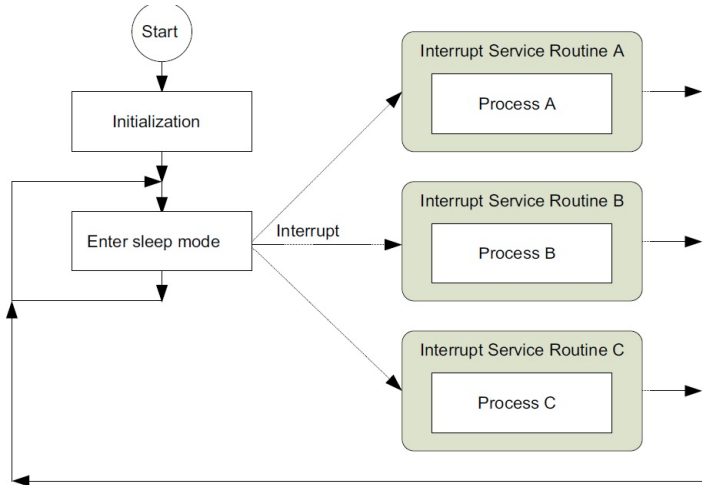 Start
Initialization
Enter sleep mode
Interrupt
Interrupt Service Routine A
Process A
Interrupt Service Routine B
Process B
Interrupt Service Routine C
Process C